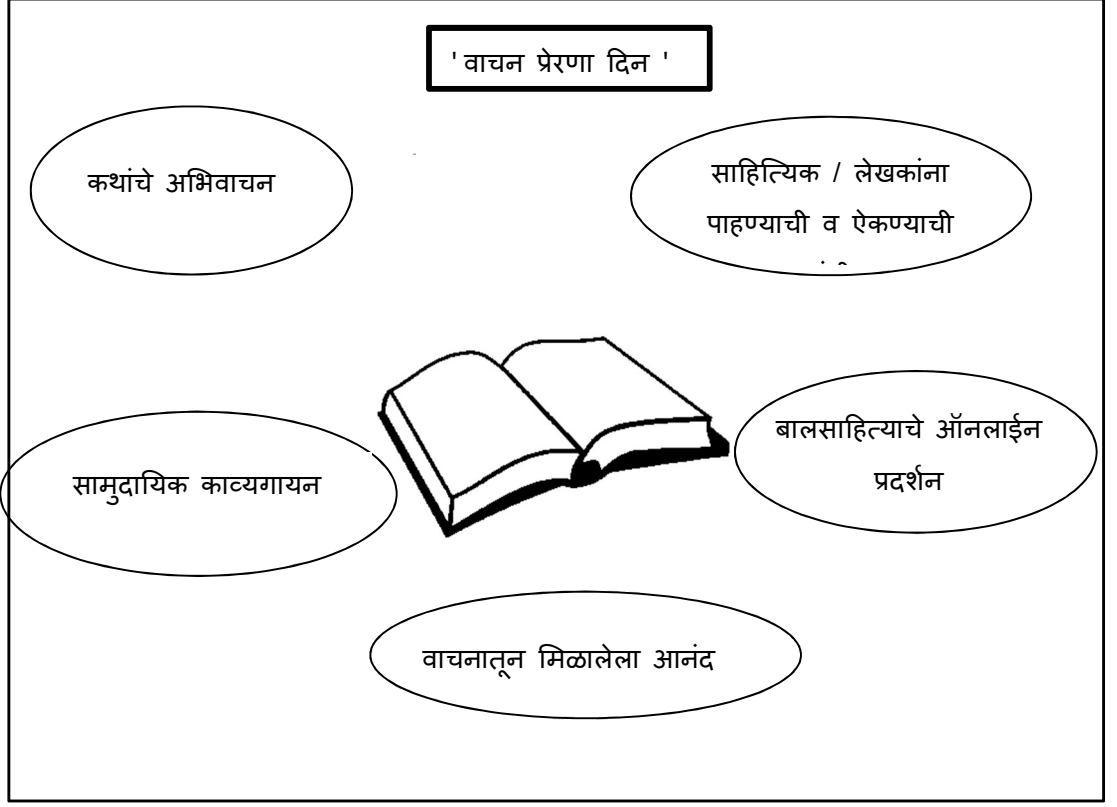 ' वाचन प्रेरणा दिन '
कथांचे अभिवाचन
साहित्यिक / लेखकांना
पाहण्याची व ऐकण्याची
सामुदायिक काव्यगायन
बालसाहित्याचे ऑनलाईन
प्रदर्शन
वाचनातून मिळालेला आनंद